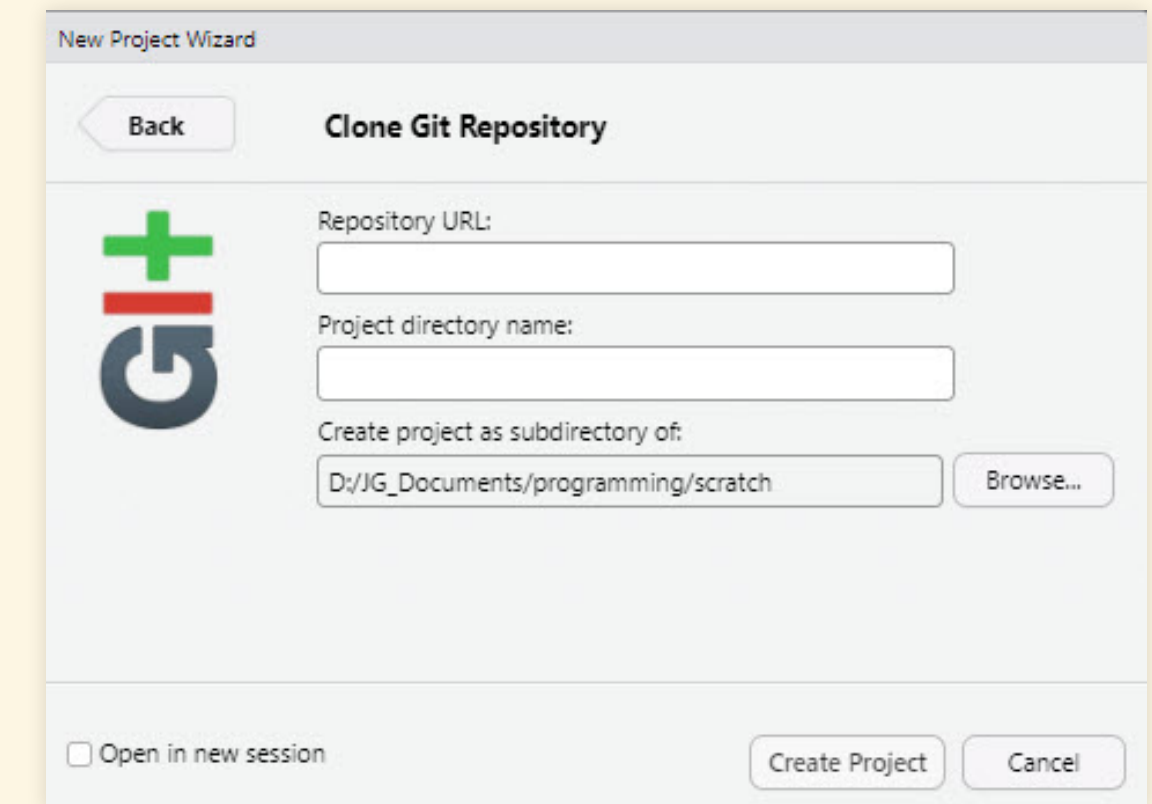 New Project Wizard
Back
Clone Git Repository
GIt
Repository URL:
Project directory name:
Create project as subdirectory of:
D:/JG_Documents/programming/scratch
Browse...
Open in new session
Create Project
Cancel